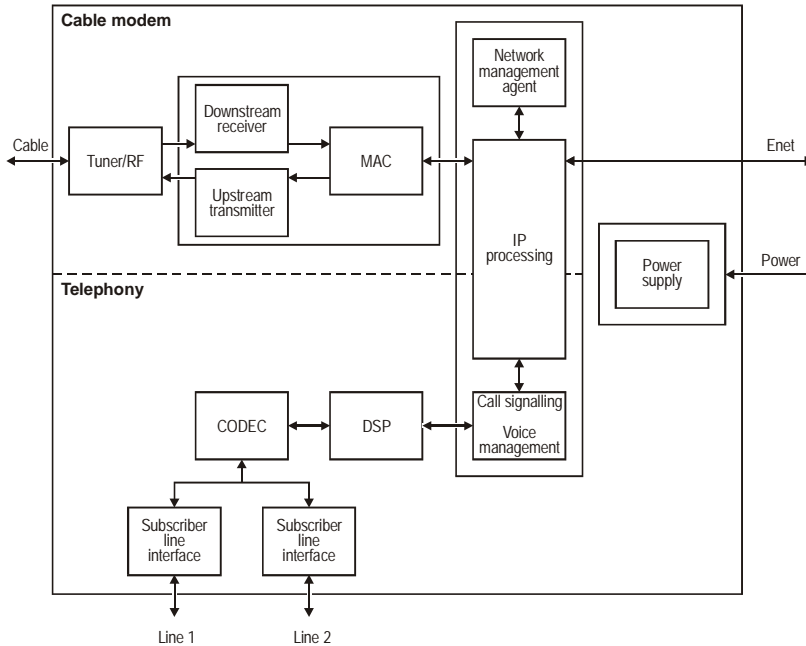 Cable modem
Network
management
agent
Downstream
receiver
Cable
Tuner/RF
MAC
Enet
Upstream
transmitter
IP
processing
Power
supply
Power
Telephony
Call signalling
CODEC
DSP
Voice
management
Subscriber
line
interface
Subscriber
line
interface
Line 1
Line 2